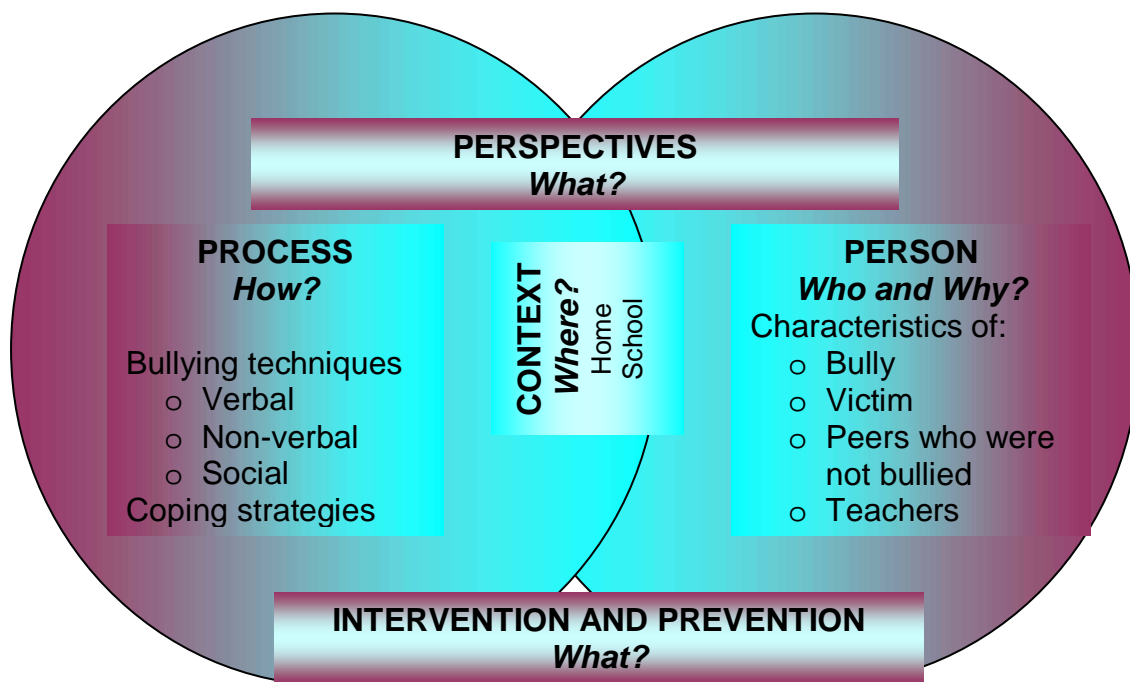 PERSPECTIVES
What?
PROCESS
How?
Bullying techniques
o Verbal
o Non-verbal
o Social
Coping strategies
CONTEXT
Where?
Home
School
PERSON
Who and Why?
Characteristics of:
o Bully
o Victim
o Peers who were
not bullied
o Teachers
INTERVENTION AND PREVENTION
What?